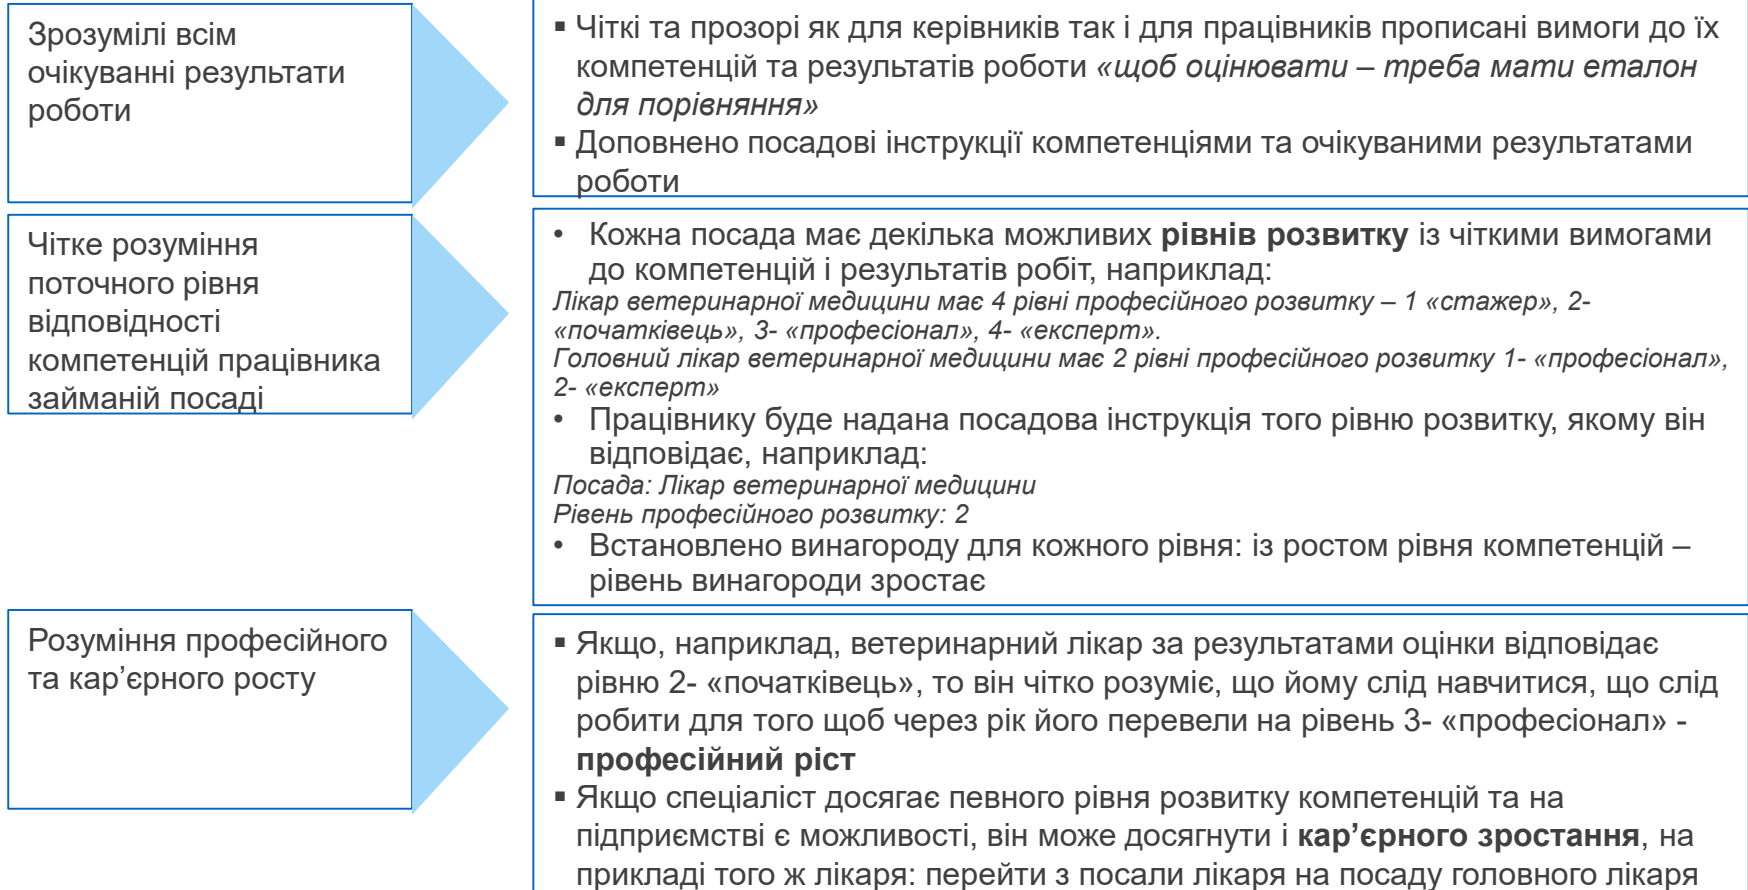 Зрозумілі всім
очікуванні результати
роботи
▪ Чіткі та прозорі як для керівників так і для працівників прописані вимоги до їх
компетенцій та результатів роботи «щоб оцінювати – треба мати еталон
для порівняння»
▪ Доповнено посадові інструкції компетенціями та очікуваними результатами
роботи
Чітке розуміння
поточного рівня
відповідності
компетенцій працівника
займаній посаді
• Кожна посада має декілька можливих рівнів розвитку із чіткими вимогами
до компетенцій і результатів робіт, наприклад:
Лікар ветеринарної медицини має 4 рівні професійного розвитку – 1 «стажер», 2-
«початківець», 3- «професіонал», 4- «експерт».
Головний лікар ветеринарної медицини має 2 рівні професійного розвитку 1- «професіонал»,
2- «експерт»
• Працівнику буде надана посадова інструкція того рівню розвитку, якому він
відповідає, наприклад:
Посада: Лікар ветеринарної медицини
Рівень професійного розвитку: 2
• Встановлено винагороду для кожного рівня: із ростом рівня компетенцій –
рівень винагороди зростає
Розуміння професійного
та кар’єрного росту
▪ Якщо, наприклад, ветеринарний лікар за результатами оцінки відповідає
рівню 2- «початківець», то він чітко розуміє, що йому слід навчитися, що слід
робити для того щоб через рік його перевели на рівень 3- «професіонал» -
професійний ріст
▪ Якщо спеціаліст досягає певного рівня розвитку компетенцій та на
підприємстві є можливості, він може досягнути і кар’єрного зростання, на
прикладі того ж лікаря: перейти з посали лікаря на посаду головного лікаря